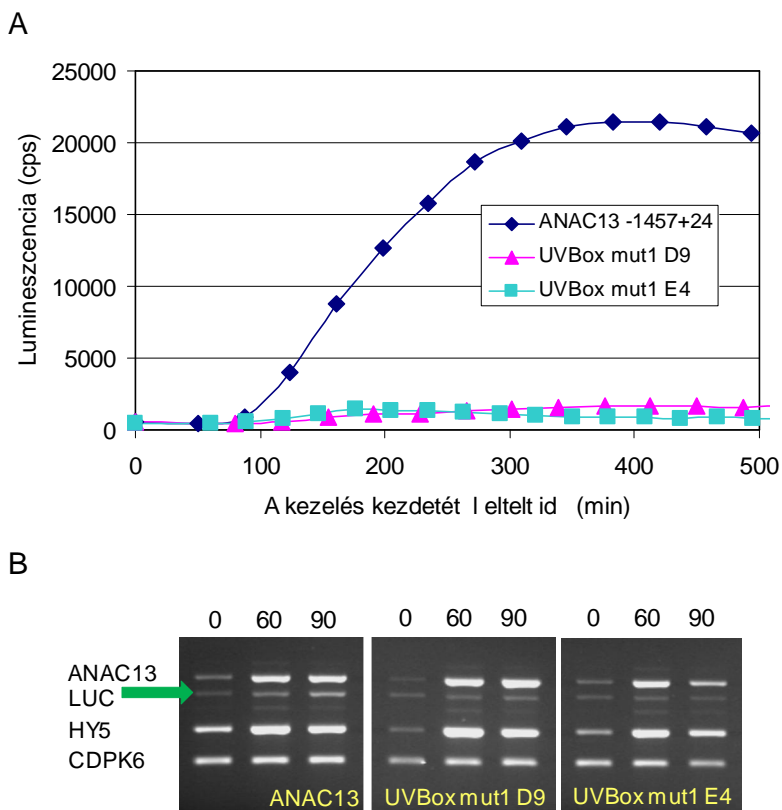 A
25000
20000
15000
10000
5000
0
Lumineszcencia (cps)
ANAC13 -1457+24
UVBox mut1 D9
UVBox mut1 E4
0 100 200 300 400 500
A kezelés kezdetét l eltelt id (min)
B
0 60 90 0 60 90 0 60 90
ANAC13
LUC
HY5
CDPK6
ANAC13 UVBox mut1 D9 UVBox mut1 E4